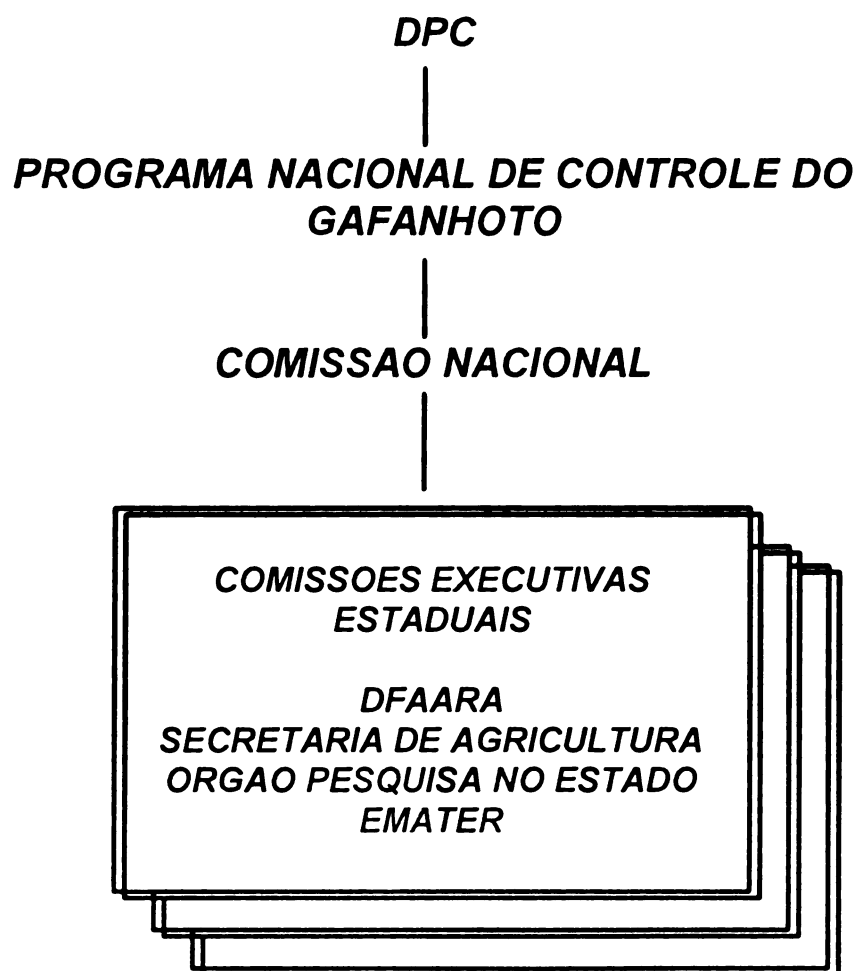 DPC
PROGRAMA NACIONAL DE CONTROLE DO
GAFANHOTO
COMISSAO NACIONAL
COMISSOES EXECUTIVAS
ESTADUAIS
DFAARA
SECRETARIA DE AGRICULTURA
ORGAO PESQUISA NO ESTADO
EMATER